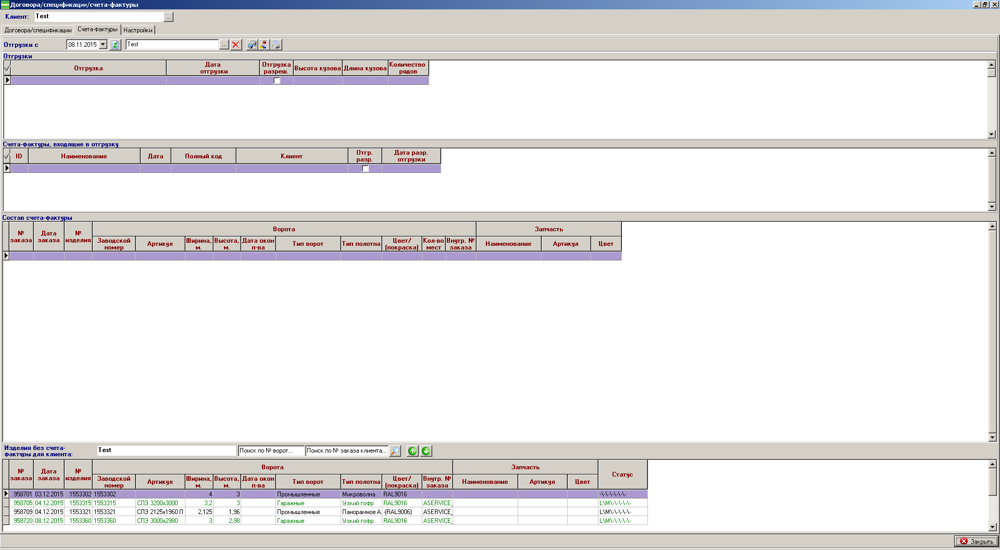 Договора/спецификации/счета-фактуры
Клиент: Test ...
Договора/спецификации Счета-фактуры Настройки
Отгрузки с 08.11.2015 Test ...
Отгрузки
Отгрузка Дата отгрузки Отгрузка разреш. Высота кузова Длина кузова Количество рядов
Счета-фактуры, входящие в отгрузку
ID Наименование Дата Полный код Клиент Отгр. разр. Дата разр. отгрузки
Состав счета-фактуры
№ заказа Дата заказа № изделия Ворота Запчасть
Заводской номер Артикул Ширина, м. Высота, м. Дата окон п-ва Тип ворот Тип полотна Цвет/ (покраска) Кол-во мест Внутр. № заказа Наименование Артикул Цвет
Изделия без счета-фактуры для клиента: Test Поиск по № ворот... Поиск по № заказа клиента...
№ заказа Дата заказа № изделия Ворота Запчасть Статус
Заводской номер Артикул Ширина, м. Высота, м. Дата окон п-ва Тип ворот Тип полотна Цвет/ (покраска) Внутр. № заказа Наименование Артикул Цвет
958701 03.12.2015 1553302 1553302 4 3 Промышленные Микроволна RAL9016 -\-\-\-\-\-\-
958705 04.12.2015 1553315 1553315 СПЭ 3200х3000 3,2 3 Гаражные Узкий гофр RAL9016 ASERVICE_ L\M\-\-\-\-\-
958709 04.12.2015 1553321 1553321 СПЭ 2125х1960 П 2,125 1,96 Промышленные Панорамное А. -(RAL9006) ASERVICE_ L\M\-\-\-\-\-
958720 08.12.2015 1553360 1553360 СПЭ 3000х2980 3 2,98 Гаражные Узкий гофр RAL9016 ASERVICE_ L\M\-\-\-\-\-
Закрыть